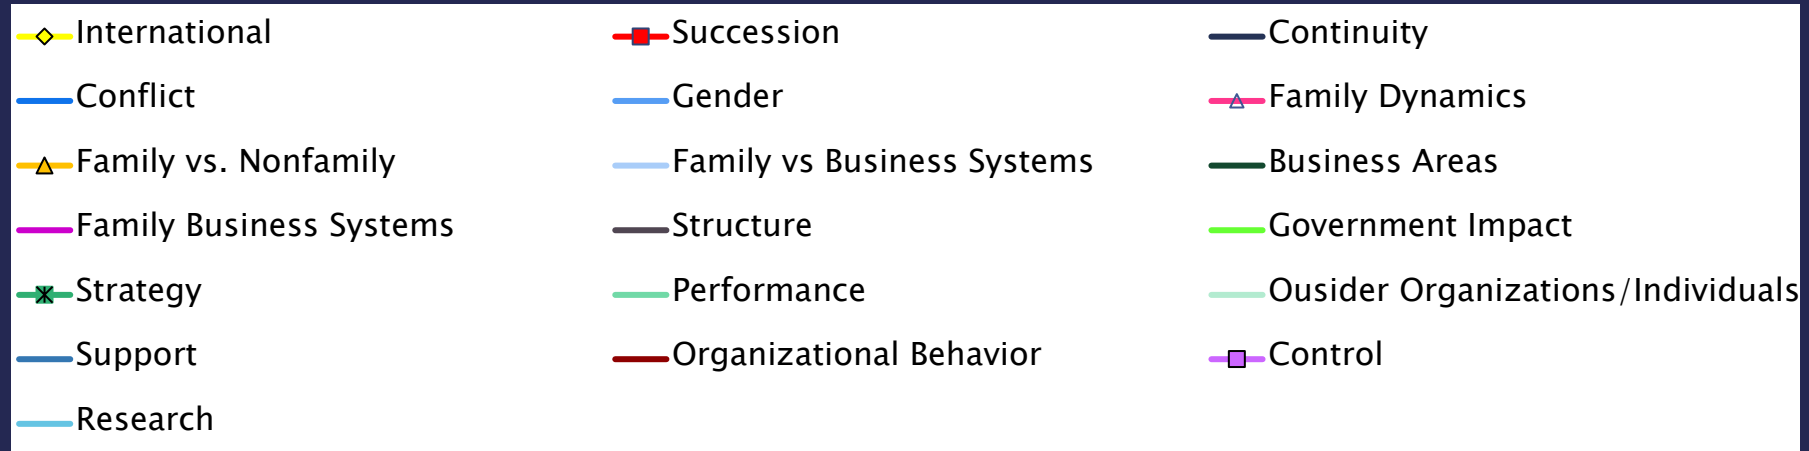 International
Succession
Continuity
Conflict
Gender
Family Dynamics
Family vs. Nonfamily
Family vs Business Systems
Business Areas
Family Business Systems
Structure
Government Impact
Strategy
Performance
Ousider Organizations/Individuals
Support
Organizational Behavior
Control
Research